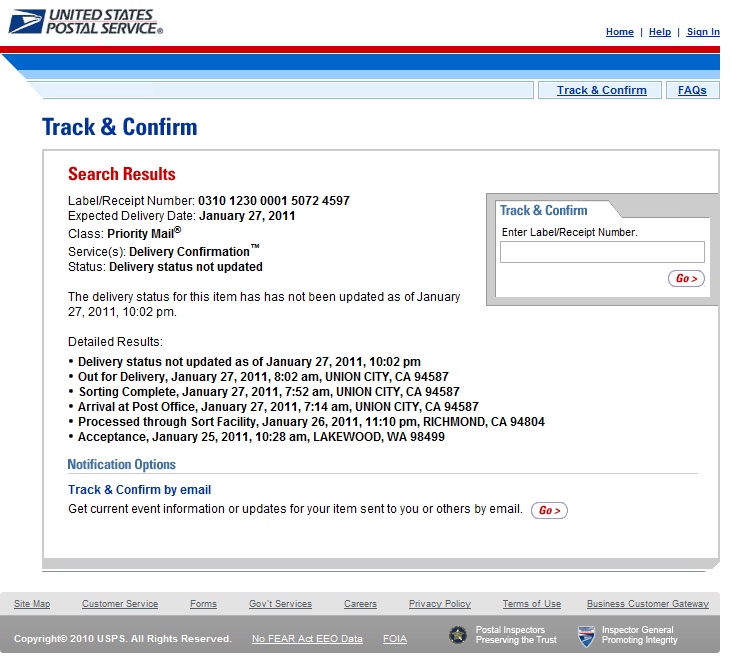 UNITED STATES
POSTAL SERVICE®
Home | Help | Sign In
Track & Confirm FAQs
Track & Confirm
Search Results
Label/Receipt Number: 0310 1230 0001 5072 4597
Expected Delivery Date: January 27, 2011
Class: Priority Mail®
Service(s): Delivery Confirmation™
Status: Delivery status not updated
Track & Confirm
Enter Label/Receipt Number.
Go >
The delivery status for this item has has not been updated as of January
27, 2011, 10:02 pm.
Detailed Results:
• Delivery status not updated as of January 27, 2011, 10:02 pm
• Out for Delivery, January 27, 2011, 8:02 am, UNION CITY, CA 94587
• Sorting Complete, January 27, 2011, 7:52 am, UNION CITY, CA 94587
• Arrival at Post Office, January 27, 2011, 7:14 am, UNION CITY, CA 94587
• Processed through Sort Facility, January 26, 2011, 11:10 pm, RICHMOND, CA 94804
• Acceptance, January 25, 2011, 10:28 am, LAKEWOOD, WA 98499
Notification Options
Track & Confirm by email
Get current event information or updates for your item sent to you or others by email. Go >
Site Map Customer Service Forms Gov't Services Careers Privacy Policy Terms of Use Business Customer Gateway
Copyright© 2010 USPS. All Rights Reserved. No FEAR Act EEO Data FOIA
Postal Inspectors
Preserving the Trust
Inspector General
Promoting Integrity